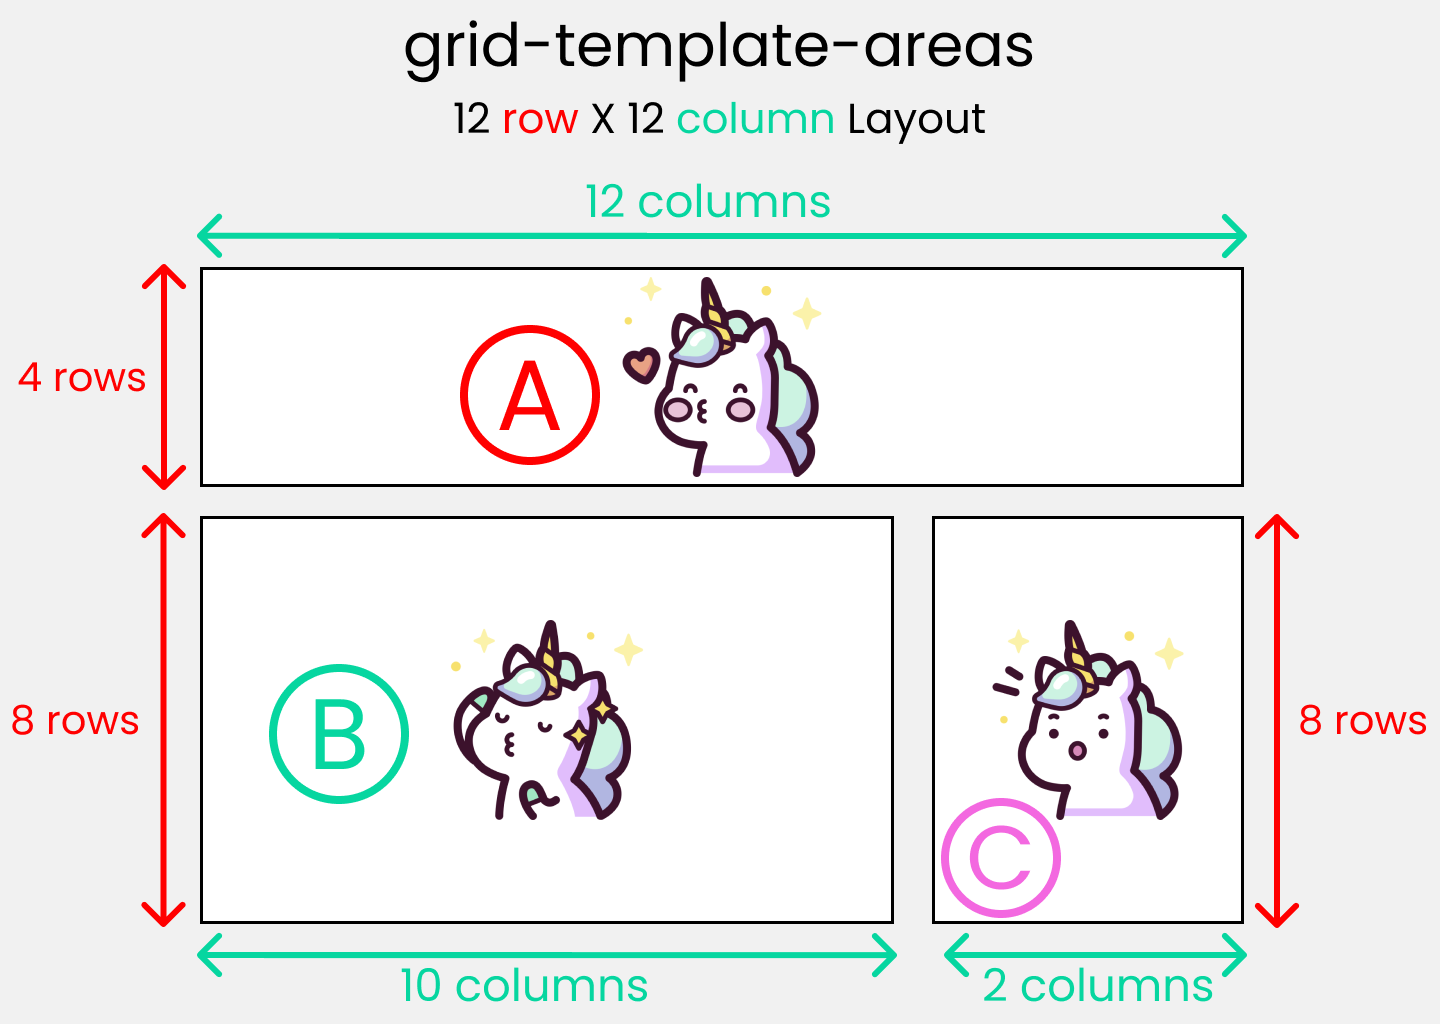 grid-template-areas
12 row X 12 column Layout
12 columns
4 rows
A
8 rows
B
C
8 rows
10 columns
2 columns